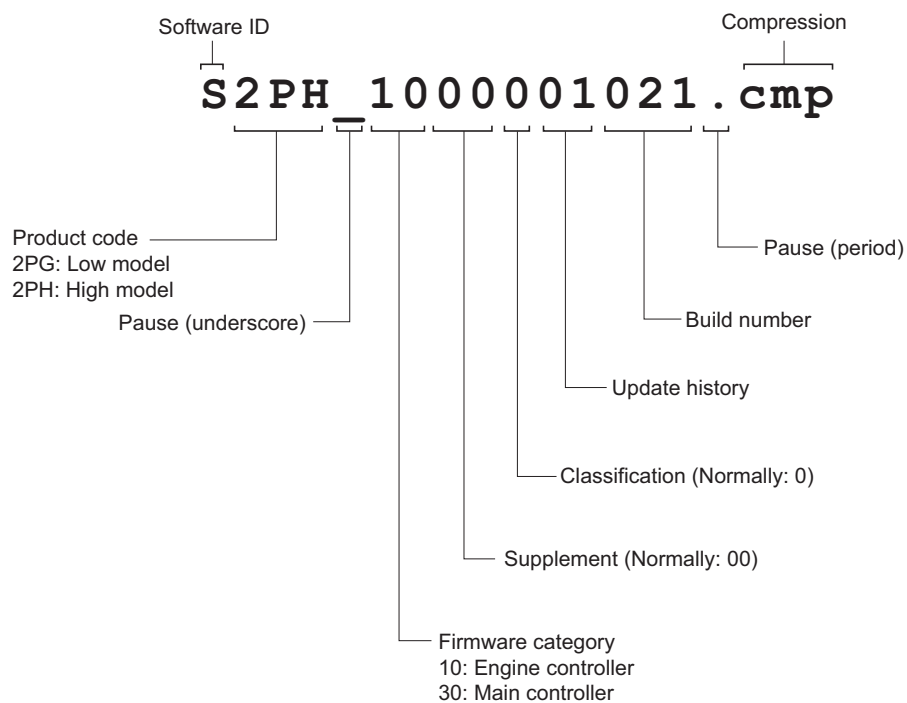 Software ID
Compression
S2PH_1000001021.cmp
Product code
2PG: Low model
2PH: High model
Pause (period)
Pause (underscore)
Build number
Update history
Classification (Normally: 0)
Supplement (Normally: 00)
Firmware category
10: Engine controller
30: Main controller